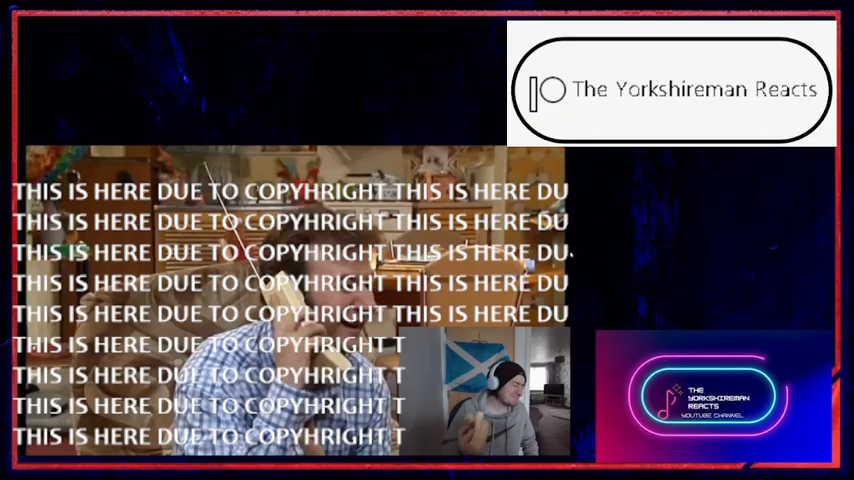 The Yorkshireman Reacts
THIS IS HERE DUE TO COPYHRIGHT THIS IS HERE DU
THIS IS HERE DUE TO COPYHRIGHT THIS IS HERE DU
THIS IS HERE DUE TO COPYHRIGHT THIS IS HERE DU
THIS IS HERE DUE TO COPYHRIGHT THIS IS HERE DU
THIS IS HERE DUE TO COPYHRIGHT THIS IS HERE DU
THIS IS HERE DUE TO COPYHRIGHT T
THIS IS HERE DUE TO COPYHRIGHT T
THIS IS HERE DUE TO COPYHRIGHT T
THIS IS HERE DUE TO COPYHRIGHT T
THE
YORKSHIREMAN
REACTS
YOUTUBE CHANNEL